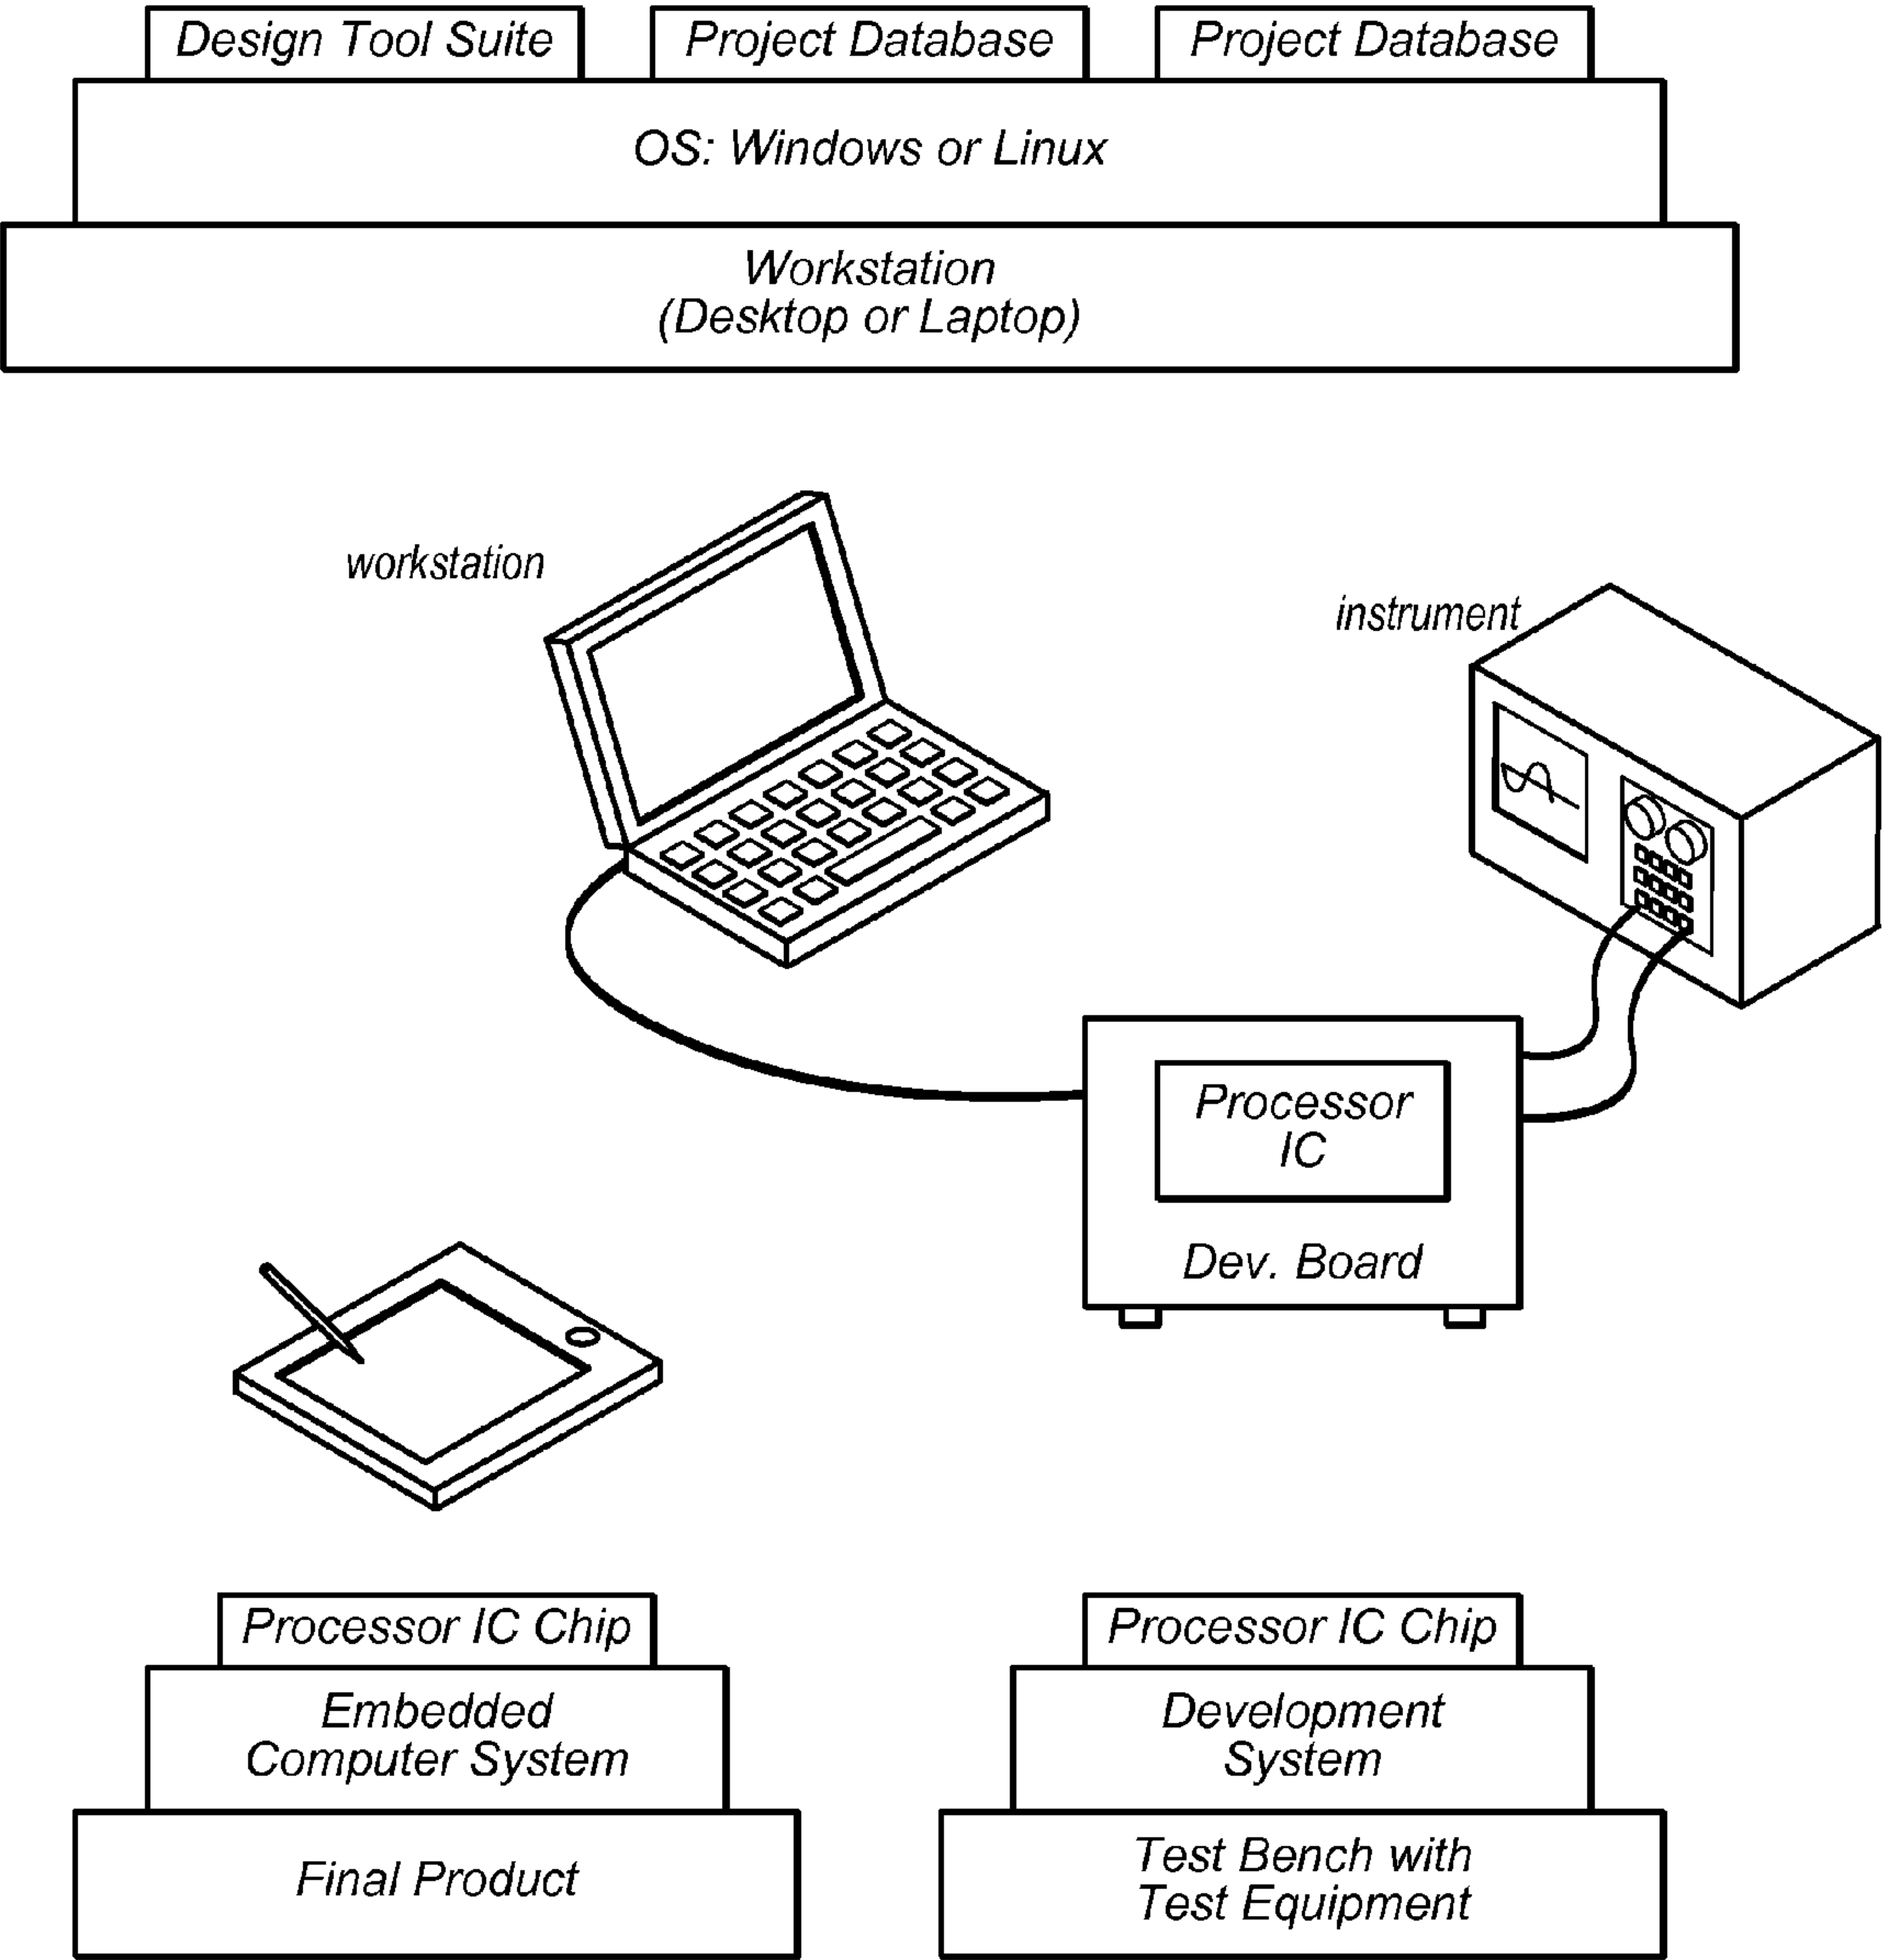 Design Tool Suite
Project Database
Project Database
OS: Windows or Linux
Workstation
(Desktop or Laptop)
workstation
instrument
Processor
IC
Dev. Board
Processor IC Chip
Embedded
Computer System
Final Product
Processor IC Chip
Development
System
Test Bench with
Test Equipment